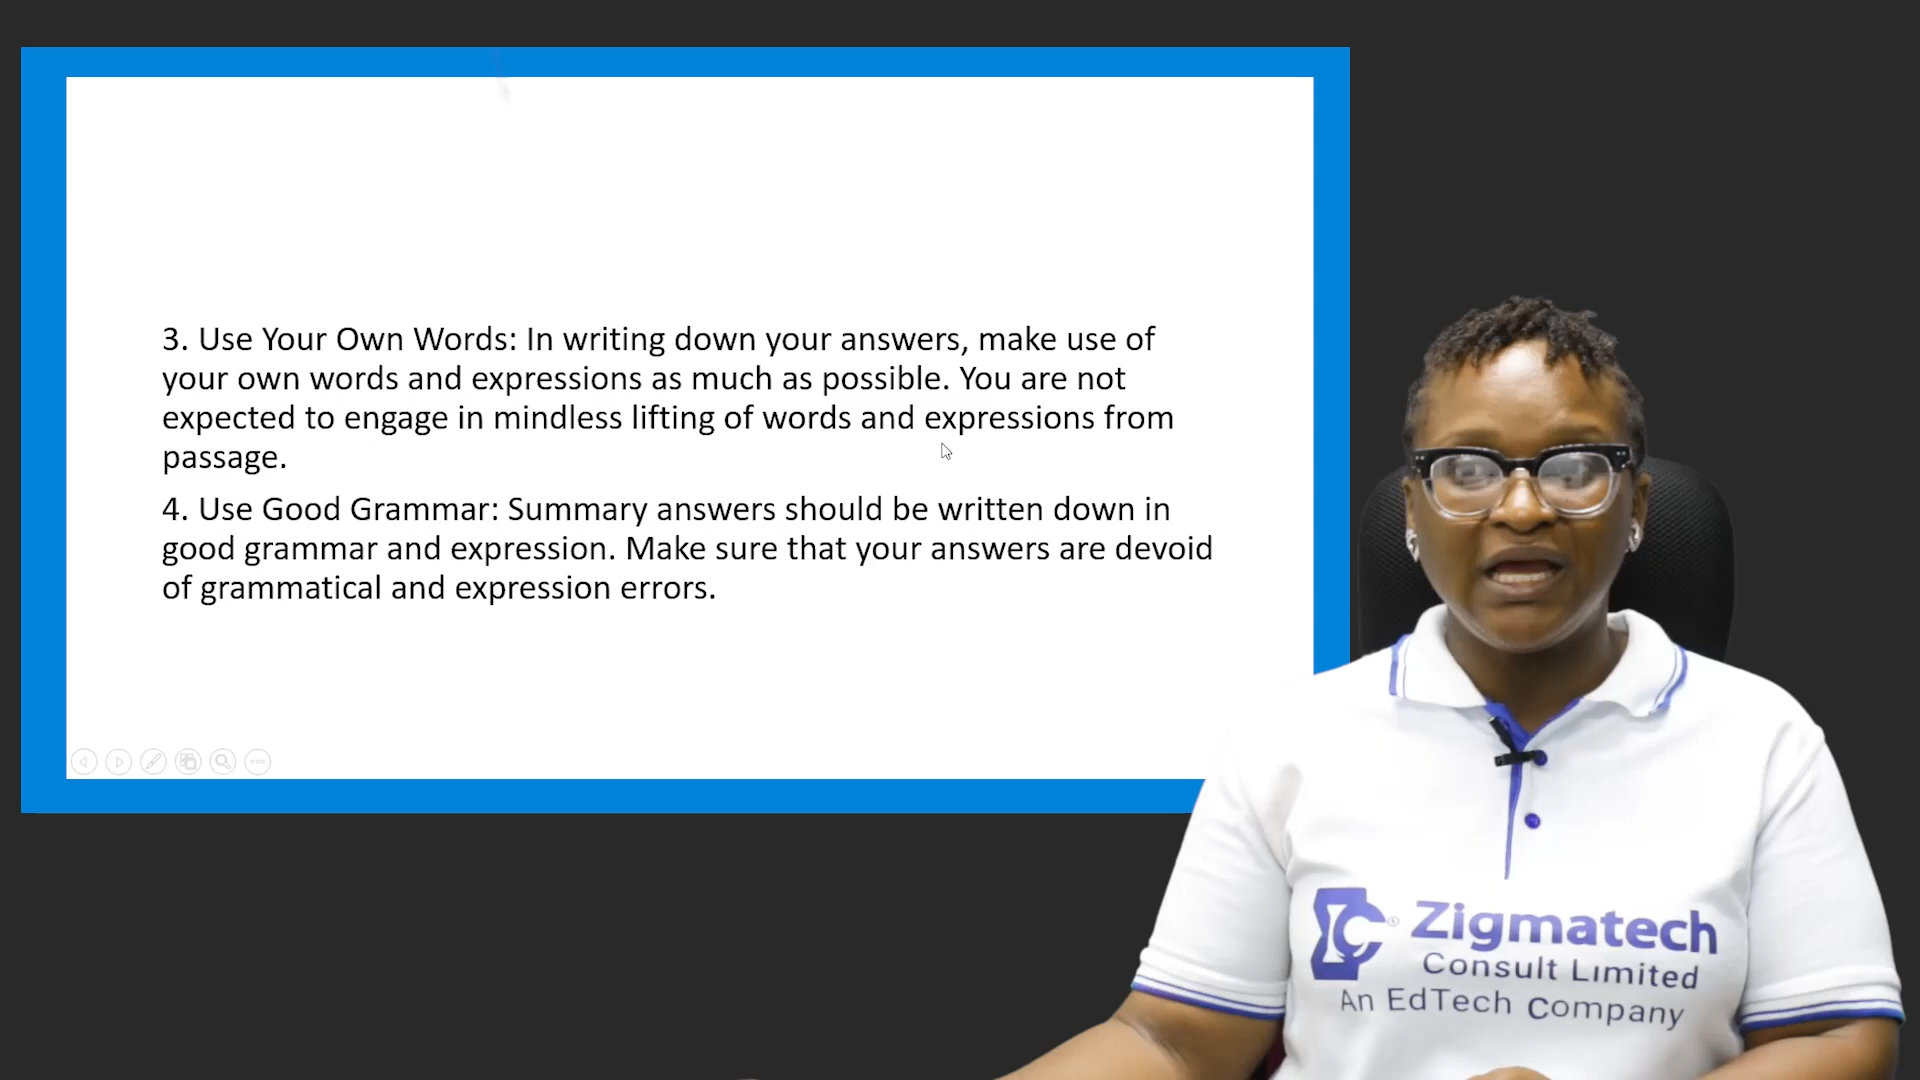 3. Use Your Own Words: In writing down your answers, make use of
your own words and expressions as much as possible. You are not
expected to engage in mindless lifting of words and expressions from
passage.
4. Use Good Grammar: Summary answers should be written down in
good grammar and expression. Make sure that your answers are devoid
of grammatical and expression errors.
ZC
Zigmatech
Consult Limited
An EdTech Company